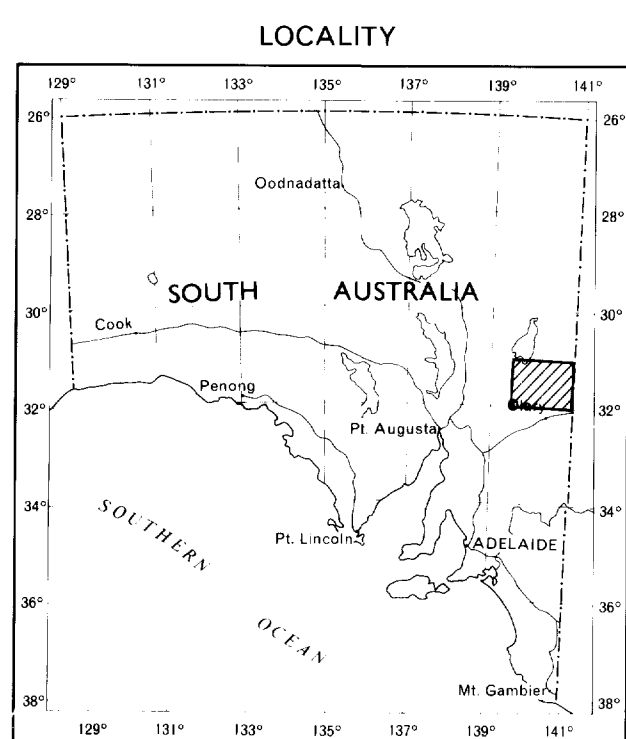 LOCALITY
129° 131° 133° 135° 137° 139° 141°
26° 26°
Oodnadatta
28° 28°
SOUTH AUSTRALIA
30° 30°
Cook
Penong
32° 32°
Pt. Augusta
34° 34°
SOUTHERN
Pt. Lincoln
ADELAIDE
36° 36°
OCEAN
Mt. Gambier
38° 38°
129° 131° 133° 135° 137° 139° 141°